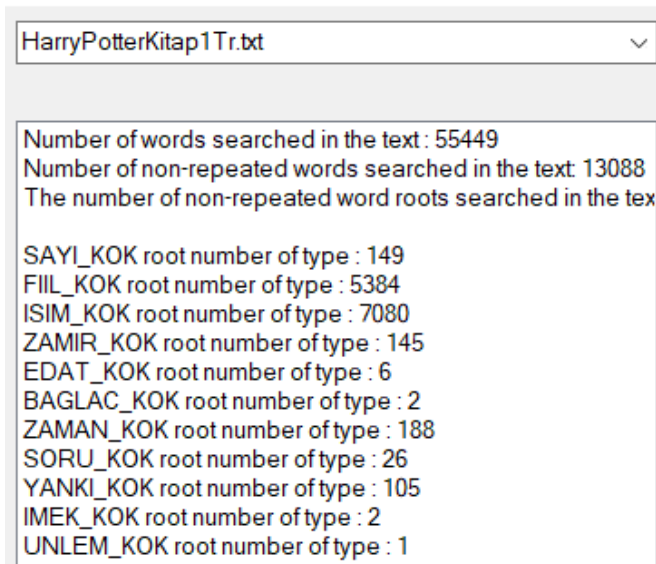 HarryPotterKitap1Tr.txt
Number of words searched in the text : 55449
Number of non-repeated words searched in the text: 13088
The number of non-repeated word roots searched in the
SAYI_KOK root number of type : 149
FIIL_KOK root number of type : 5384
ISIM_KOK root number of type : 7080
ZAMIR_KOK root number of type : 145
EDAT_KOK root number of type : 6
BAGLAC_KOK root number of type : 2
ZAMAN_KOK root number of type : 188
SORU_KOK root number of type : 26
YANKI_KOK root number of type : 105
IMEK_KOK root number of type : 2
UNLEM_KOK root number of type : 1